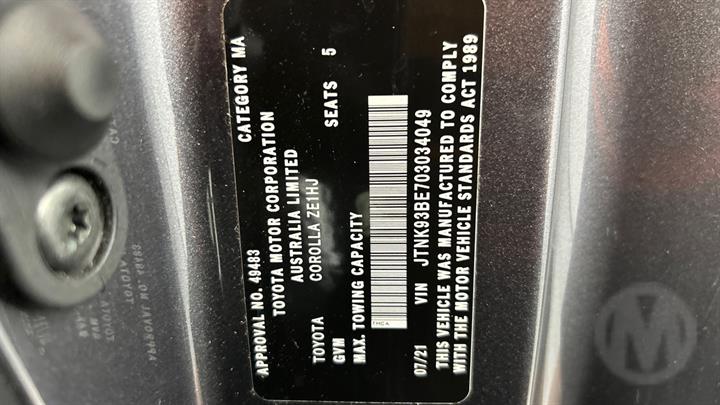 APPROVAL NO. 49483 CATEGORY MA
TOYOTA MOTOR CORPORATION
AUSTRALIA LIMITED
TOYOTA COROLLA ZE1HJ
GVM SEATS 5
MAX. TOWING CAPACITY
TMCA
07/21 VIN JTNK93BE703034049
THIS VEHICLE WAS MANUFACTURED TO COMPLY
WITH THE MOTOR VEHICLE STANDARDS ACT 1989
M